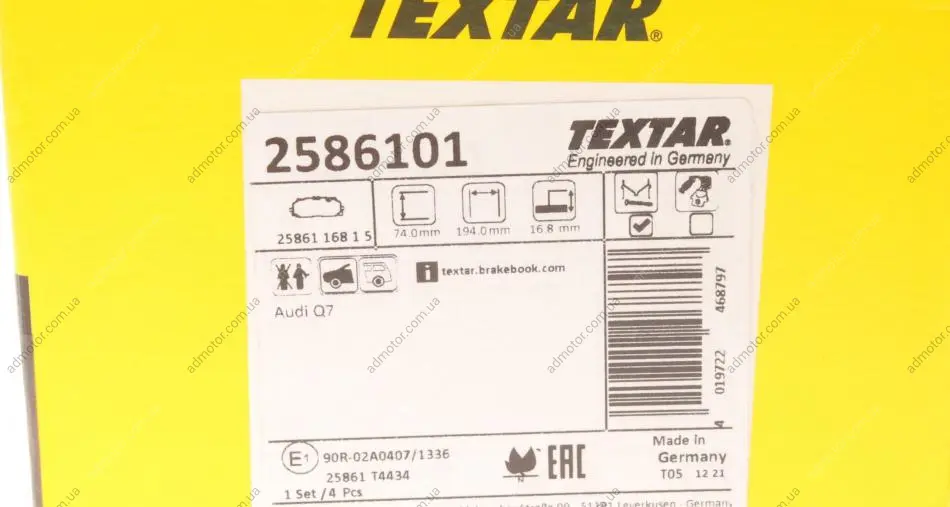 TEXTAR®
2586101
TEXTAR®
Engineered in Germany
25861 168 1 5
74.0mm
194.0mm
16.8 mm
i textar.brakebook.com
Audi Q7
4 019722 468797
E1 90R-02A0407/1336
25861 T4434
1 Set/4 Pcs
EAC
Made in
Germany
T05 12 21
Leverkusen - German
admotor.com.ua